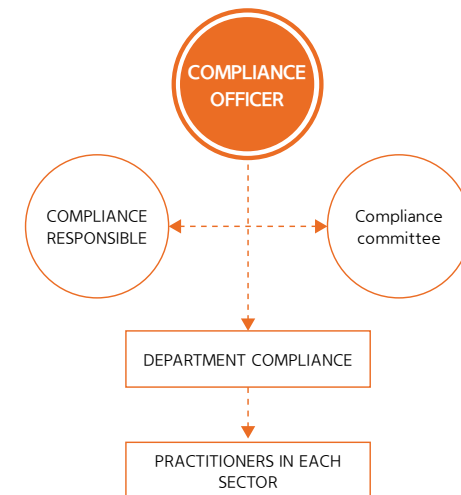 COMPLIANCE
OFFICER
COMPLIANCE
RESPONSIBLE
Compliance
committee
DEPARTMENT COMPLIANCE
PRACTITIONERS IN EACH
SECTOR